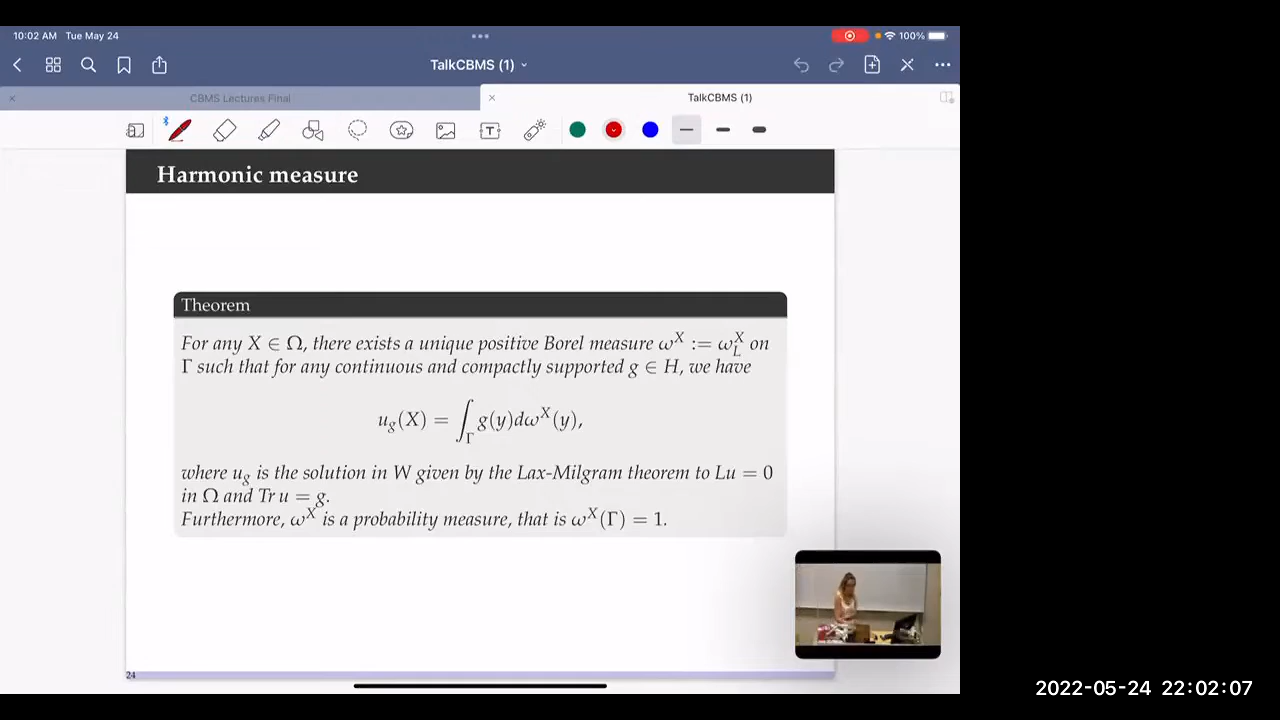 10:02 AM Tue May 24
100%
TalkCBMS (1)
CBMS Lectures Final
TalkCBMS (1)
Harmonic measure
Theorem
For any X ∈ Ω, there exists a unique positive Borel measure ω^X := ω_L^X on
Γ such that for any continuous and compactly supported g ∈ H, we have
u_g(X) = ∫_Γ g(y)dω^X(y),
where u_g is the solution in W given by the Lax-Milgram theorem to Lu = 0
in Ω and Tr u = g.
Furthermore, ω^X is a probability measure, that is ω^X(Γ) = 1.
24
2022-05-24 22:02:07